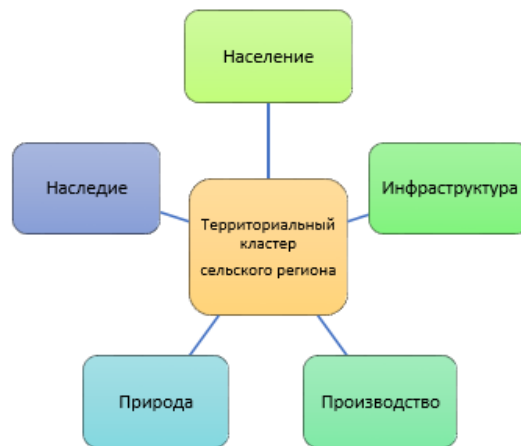 Население
Наследие
Инфраструктура
Территориальный
кластер
сельского региона
Природа
Производство